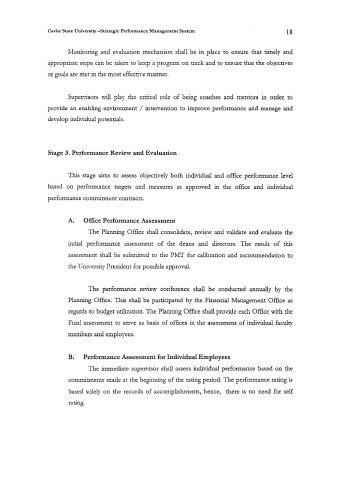 Cavite State University –Strategic Performance Management System 18
Monitoring and evaluation mechanism shall be in place to ensure that timely and
appropriate steps can be taken to keep a program on track and to ensure that the objectives
or goals are met in the most effective manner.
Supervisors will play the critical role of being coaches and mentors in order to
provide an enabling environment / intervention to improve performance and manage and
develop individual potentials.
Stage 3. Performance Review and Evaluation
This stage aims to assess objectively both individual and office performance level
based on performance targets and measures as approved in the office and individual
performance commitment contracts.
A. Office Performance Assessment
The Planning Office shall consolidate, review and validate and evaluate the
initial performance assessment of the deans and directors. The result of this
assessment shall be submitted to the PMT for calibration and recommendation to
the University President for possible approval.
The performance review conference shall be conducted annually by the
Planning Office. This shall be participated by the Financial Management Office as
regards to budget utilization. The Planning Office shall provide each Office with the
Final assessment to serve as basis of offices in the assessment of individual faculty
members and employees.
B. Performance Assessment for Individual Employees
The immediate supervisor shall assess individual performance based on the
commitments made at the beginning of the rating period. The performance rating is
based solely on the records of accomplishments, hence, there is no need for self
rating.